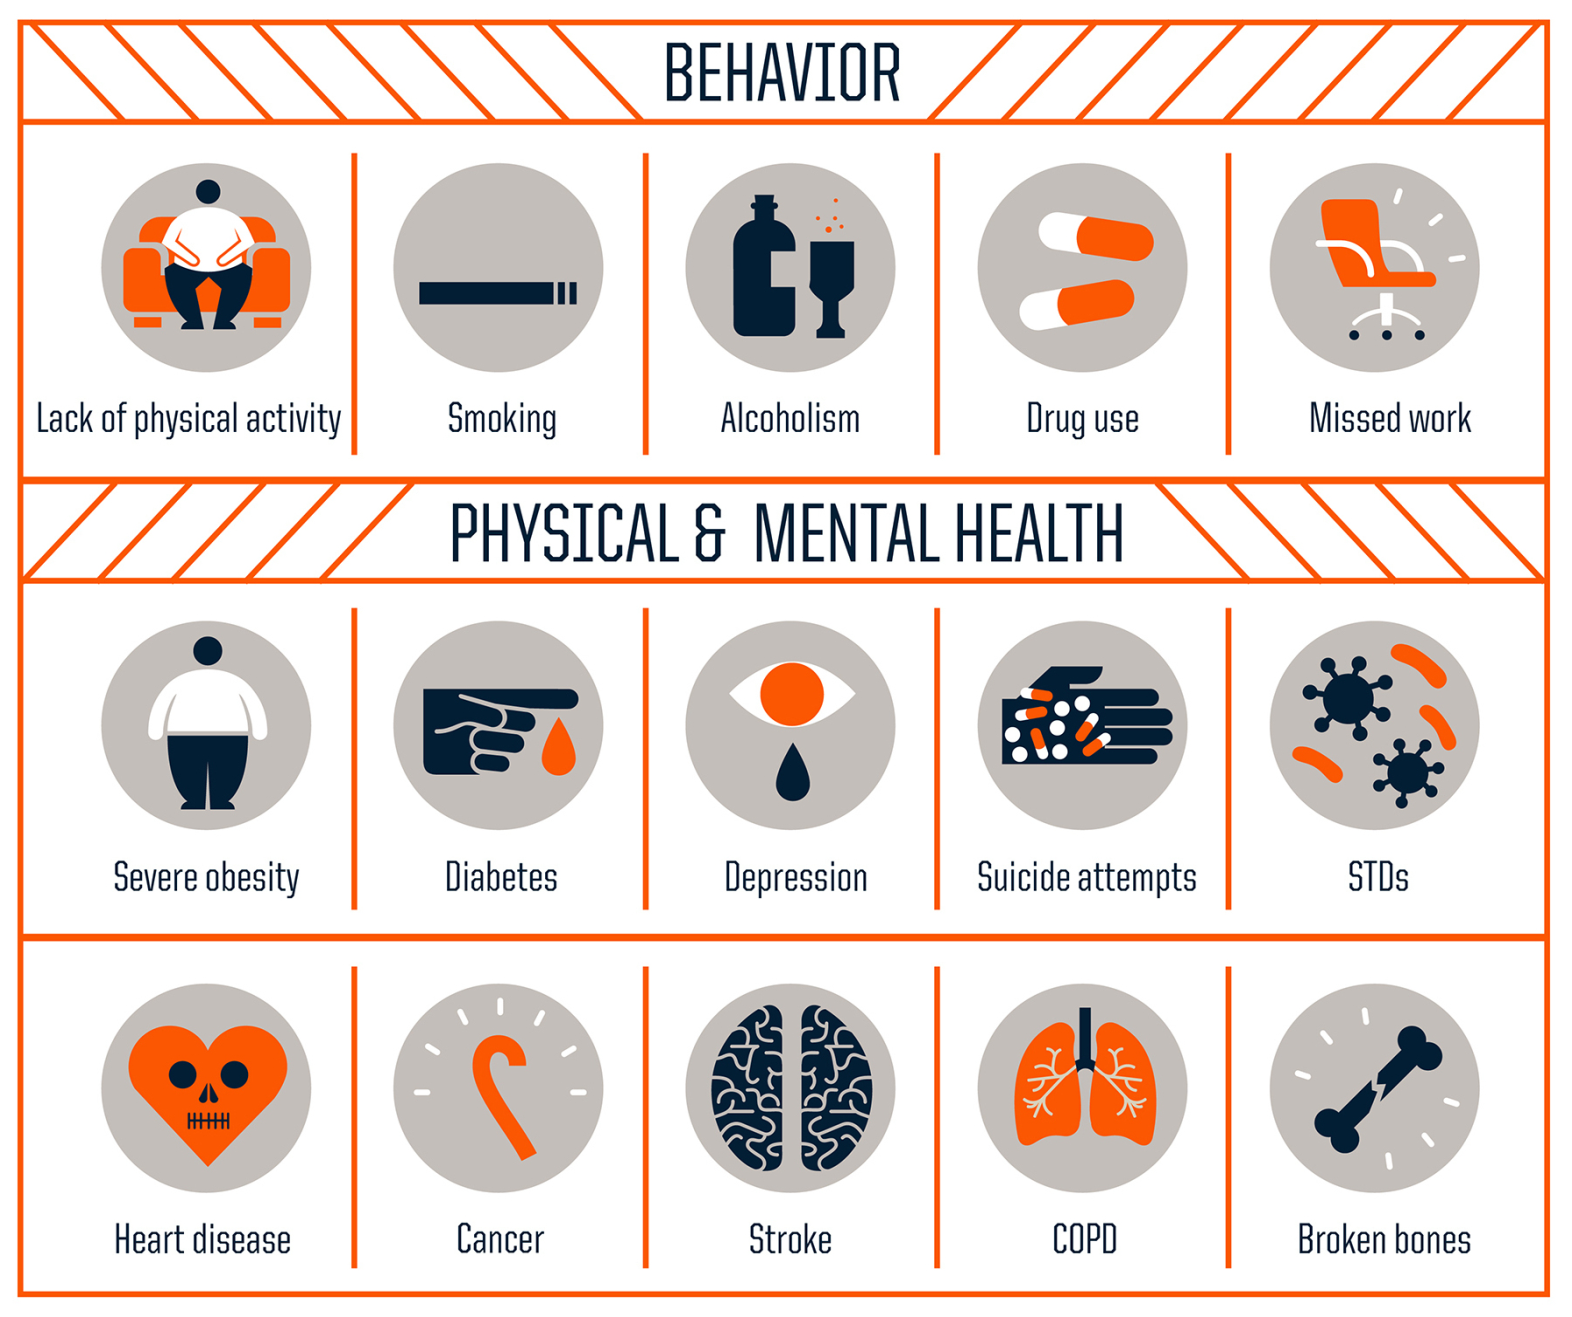 BEHAVIOR
Lack of physical activity
Smoking
Alcoholism
Drug use
Missed work
PHYSICAL & MENTAL HEALTH
Severe obesity
Diabetes
Depression
Suicide attempts
STDs
Heart disease
Cancer
Stroke
COPD
Broken bones